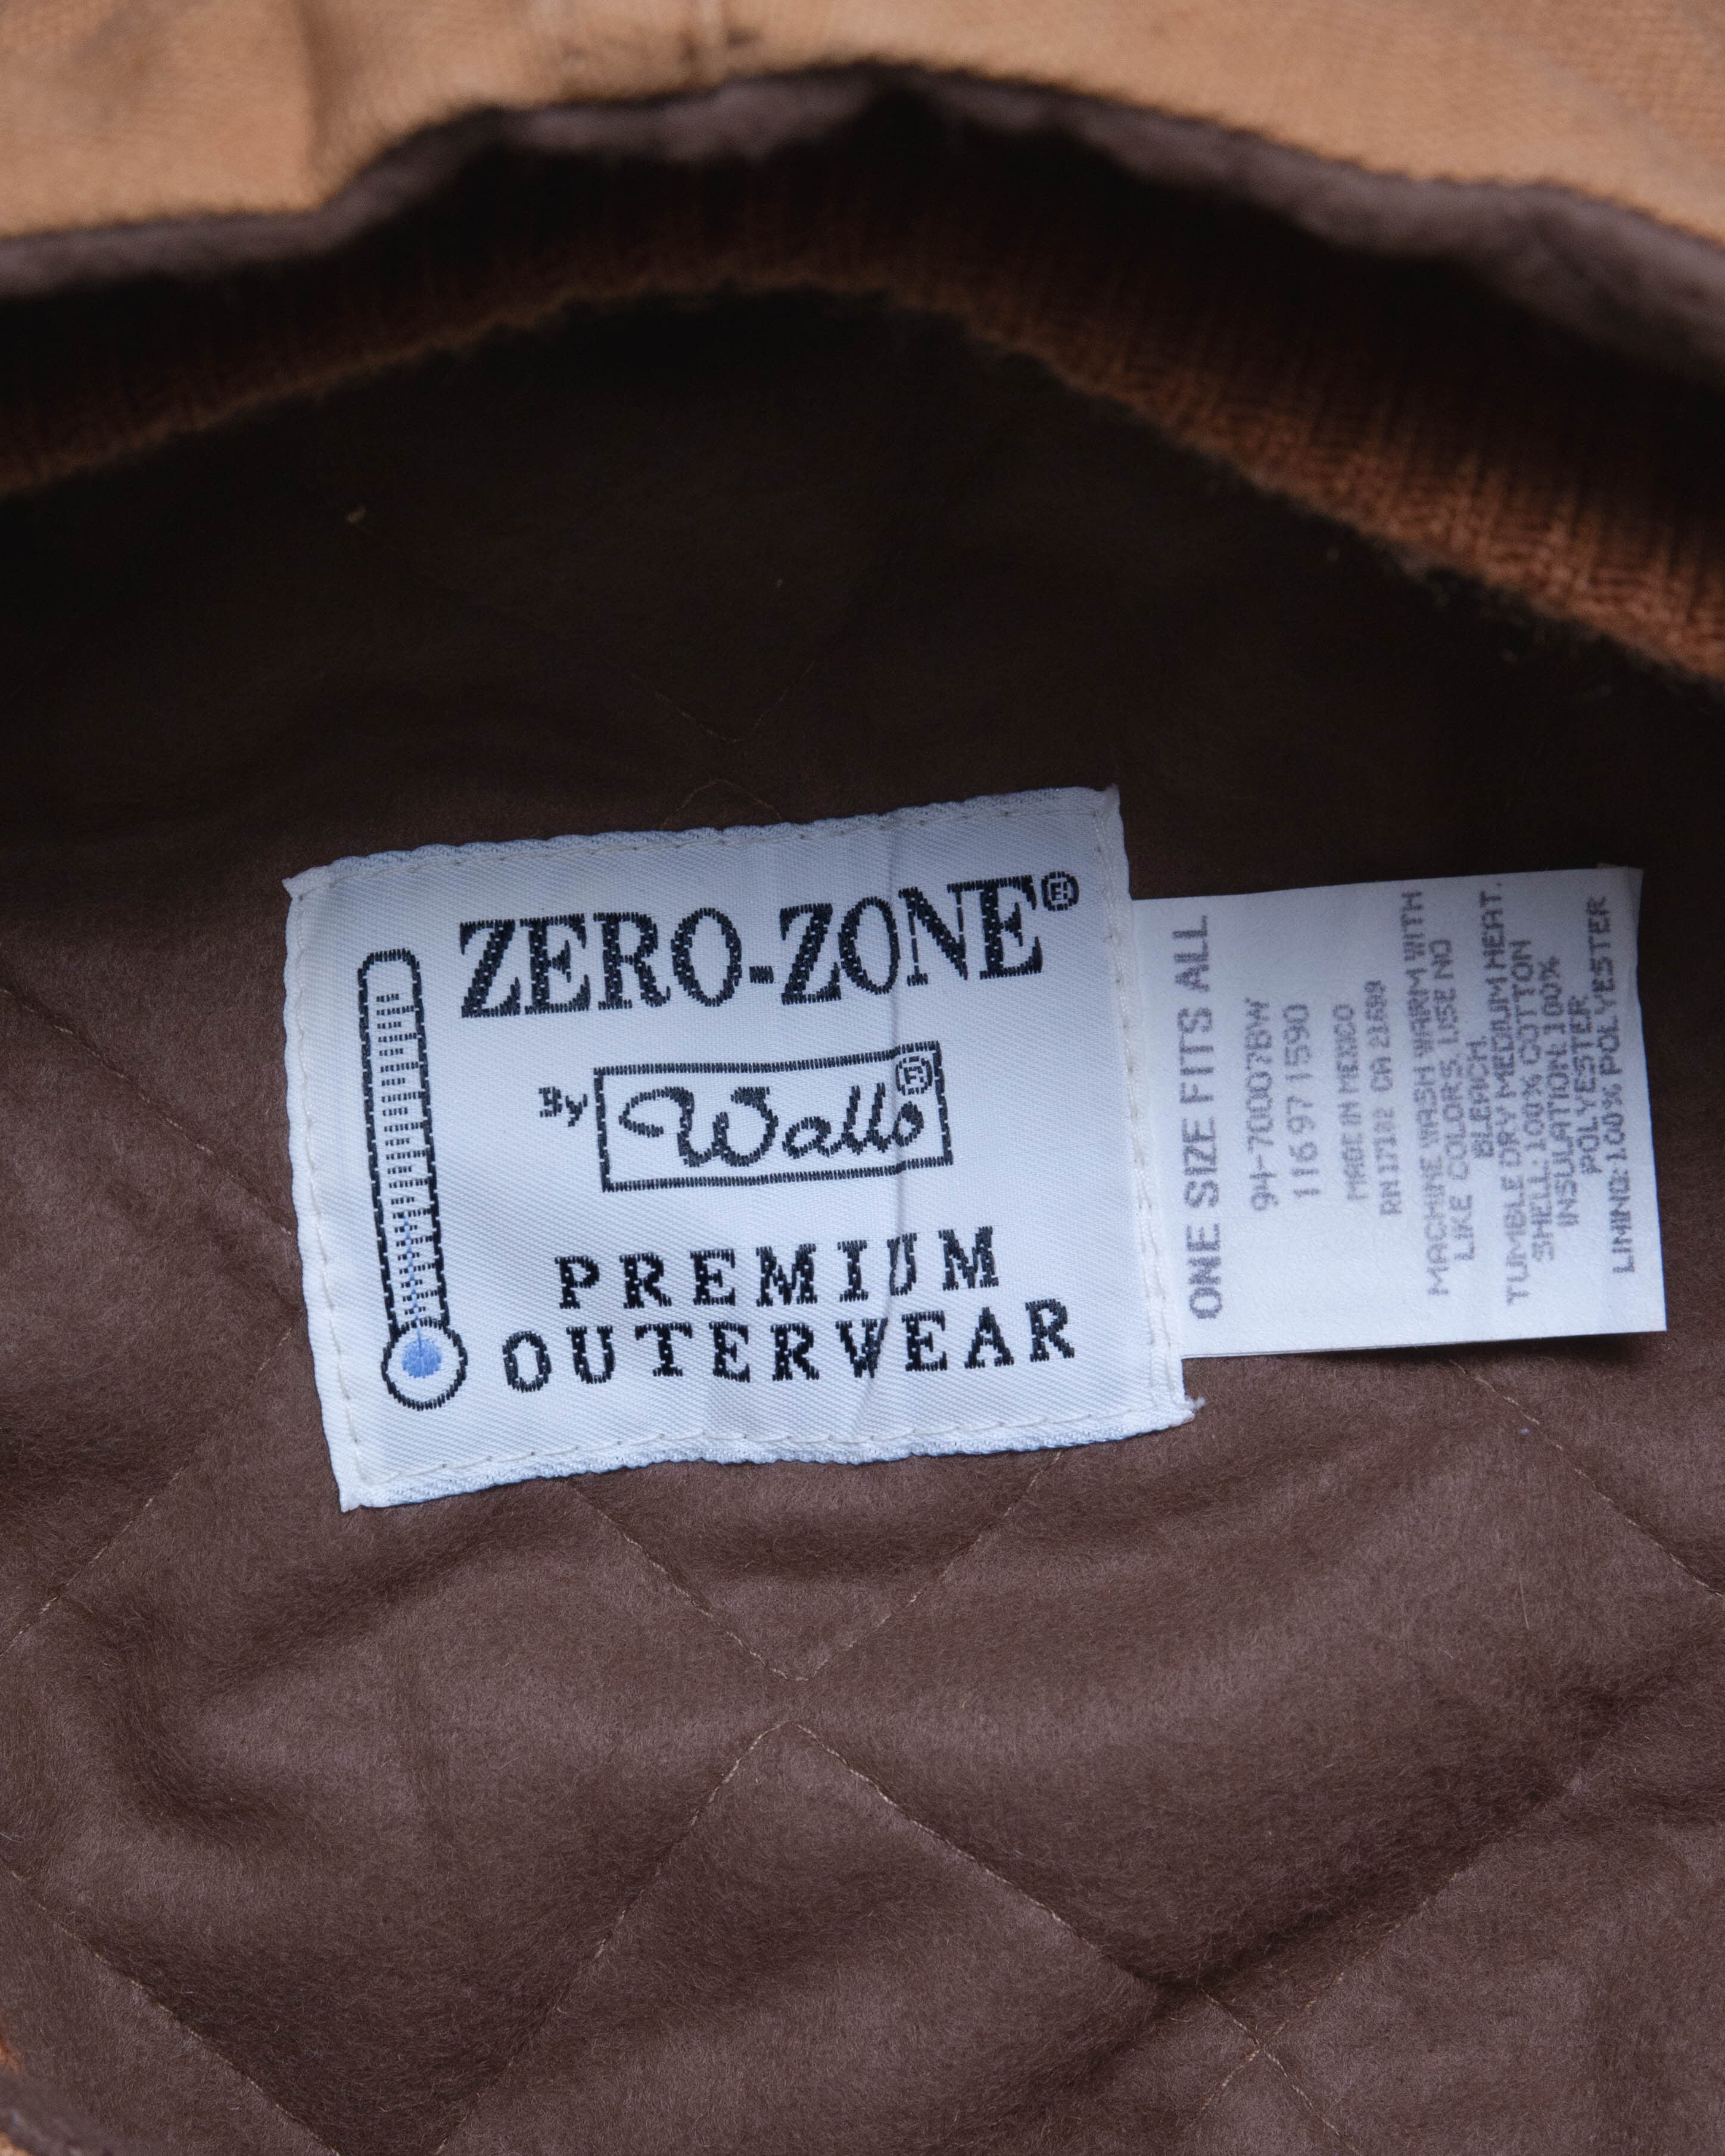 ZERO-ZONE®
By Walls®
PREMIUM
OUTERWEAR
ONE SIZE FITS ALL
94-70007BW
116 97 1590
MADE IN MEXICO
RN 17182 CA 21599
MACHINE WASH WARM WITH
LIKE COLORS. USE NO
BLEACH.
TUMBLE DRY MEDIUM HEAT.
SHELL: 100% COTTON
INSULATION: 100%
POLYESTER
LINING: 100% POLYESTER